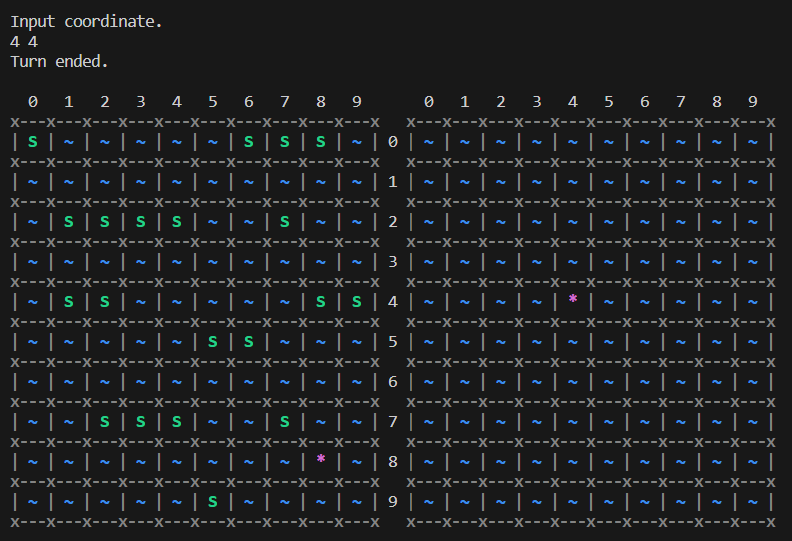 Input coordinate.
4 4
Turn ended.
  0   1   2   3   4   5   6   7   8   9       0   1   2   3   4   5   6   7   8   9
x---x---x---x---x---x---x---x---x---x---x   x---x---x---x---x---x---x---x---x---x---x
| S | ~ | ~ | ~ | ~ | ~ | S | S | S | ~ | 0 | ~ | ~ | ~ | ~ | ~ | ~ | ~ | ~ | ~ | ~ |
x---x---x---x---x---x---x---x---x---x---x   x---x---x---x---x---x---x---x---x---x---x
| ~ | ~ | ~ | ~ | ~ | ~ | ~ | ~ | ~ | ~ | 1 | ~ | ~ | ~ | ~ | ~ | ~ | ~ | ~ | ~ | ~ |
x---x---x---x---x---x---x---x---x---x---x   x---x---x---x---x---x---x---x---x---x---x
| ~ | S | S | S | S | ~ | ~ | S | ~ | ~ | 2 | ~ | ~ | ~ | ~ | ~ | ~ | ~ | ~ | ~ | ~ |
x---x---x---x---x---x---x---x---x---x---x   x---x---x---x---x---x---x---x---x---x---x
| ~ | ~ | ~ | ~ | ~ | ~ | ~ | ~ | ~ | ~ | 3 | ~ | ~ | ~ | ~ | ~ | ~ | ~ | ~ | ~ | ~ |
x---x---x---x---x---x---x---x---x---x---x   x---x---x---x---x---x---x---x---x---x---x
| ~ | S | S | ~ | ~ | ~ | ~ | ~ | S | S | 4 | ~ | ~ | ~ | ~ | * | ~ | ~ | ~ | ~ | ~ |
x---x---x---x---x---x---x---x---x---x---x   x---x---x---x---x---x---x---x---x---x---x
| ~ | ~ | ~ | ~ | ~ | S | S | ~ | ~ | ~ | 5 | ~ | ~ | ~ | ~ | ~ | ~ | ~ | ~ | ~ | ~ |
x---x---x---x---x---x---x---x---x---x---x   x---x---x---x---x---x---x---x---x---x---x
| ~ | ~ | ~ | ~ | ~ | ~ | ~ | ~ | ~ | ~ | 6 | ~ | ~ | ~ | ~ | ~ | ~ | ~ | ~ | ~ | ~ |
x---x---x---x---x---x---x---x---x---x---x   x---x---x---x---x---x---x---x---x---x---x
| ~ | ~ | S | S | S | ~ | ~ | S | ~ | ~ | 7 | ~ | ~ | ~ | ~ | ~ | ~ | ~ | ~ | ~ | ~ |
x---x---x---x---x---x---x---x---x---x---x   x---x---x---x---x---x---x---x---x---x---x
| ~ | ~ | ~ | ~ | ~ | ~ | ~ | ~ | * | ~ | 8 | ~ | ~ | ~ | ~ | ~ | ~ | ~ | ~ | ~ | ~ |
x---x---x---x---x---x---x---x---x---x---x   x---x---x---x---x---x---x---x---x---x---x
| ~ | ~ | ~ | ~ | ~ | S | ~ | ~ | ~ | ~ | 9 | ~ | ~ | ~ | ~ | ~ | ~ | ~ | ~ | ~ | ~ |
x---x---x---x---x---x---x---x---x---x---x   x---x---x---x---x---x---x---x---x---x---x